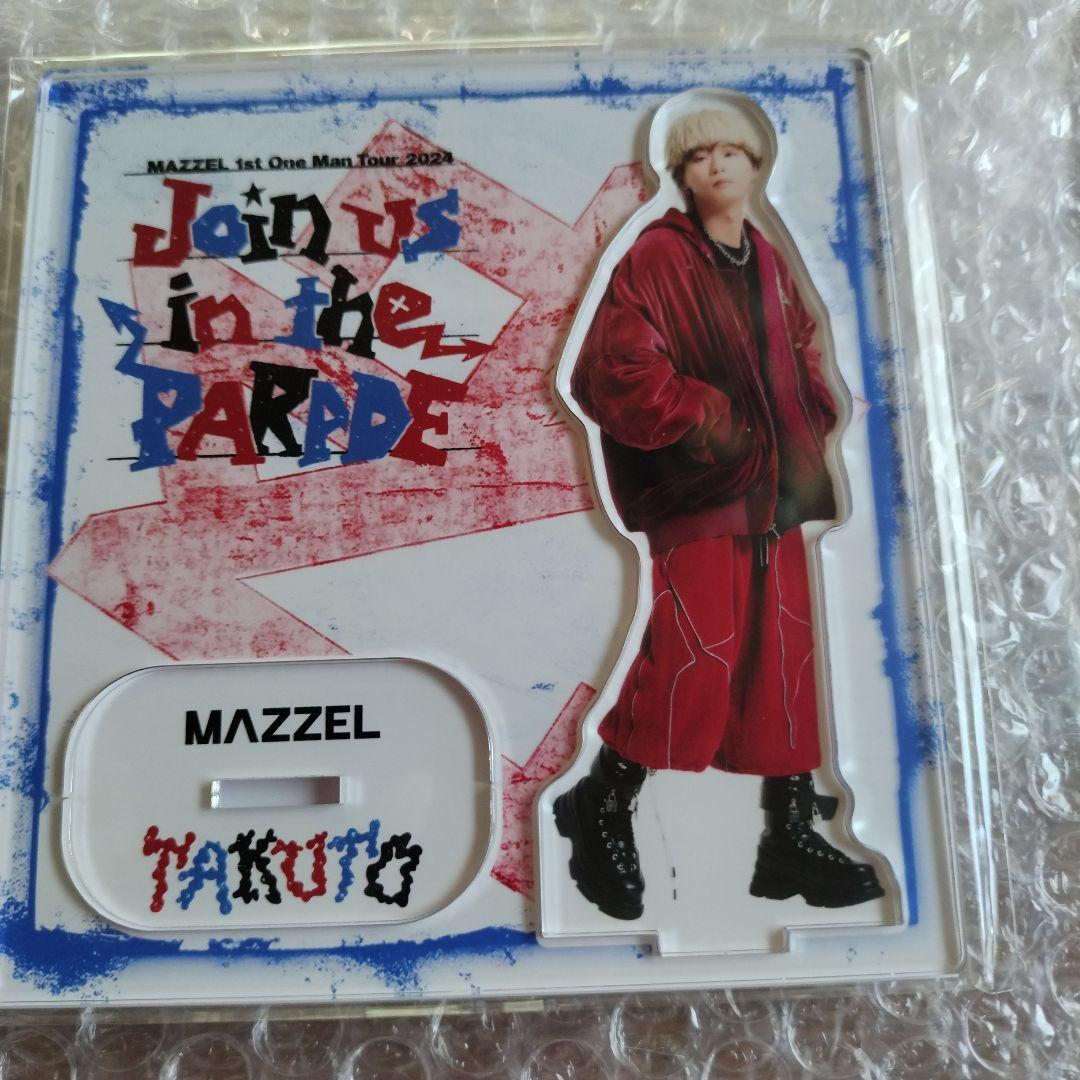 MAZZEL 1st One Man Tour 2024
Join us
in the
PARADE
MAZZEL
TAKUTO